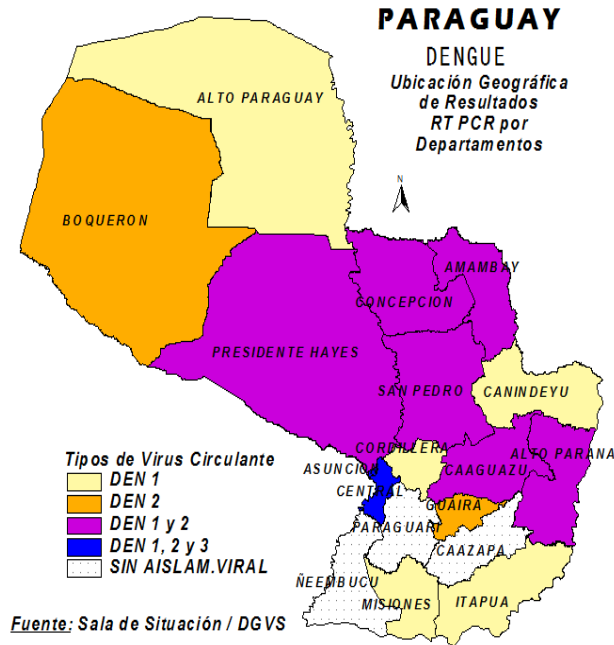 PARAGUAY
DENGUE
Ubicación Geográfica
de Resultados
RT PCR por
Departamentos
N
ALTO PARAGUAY
BOQUERON
AMAMBAY
CONCEPCION
PRESIDENTE HAYES
SAN PEDRO
CANINDEYU
CORDILLERA
ALTO PARANA
ASUNCION
CAAGUAZU
CENTRAL
GUAIRA
PARAGUARI
CAAZAPA
ÑEEMBUCU
MISIONES
ITAPUA
Tipos de Virus Circulante
DEN 1
DEN 2
DEN 1 y 2
DEN 1, 2 y 3
SIN AISLAM.VIRAL
Fuente: Sala de Situación / DGVS